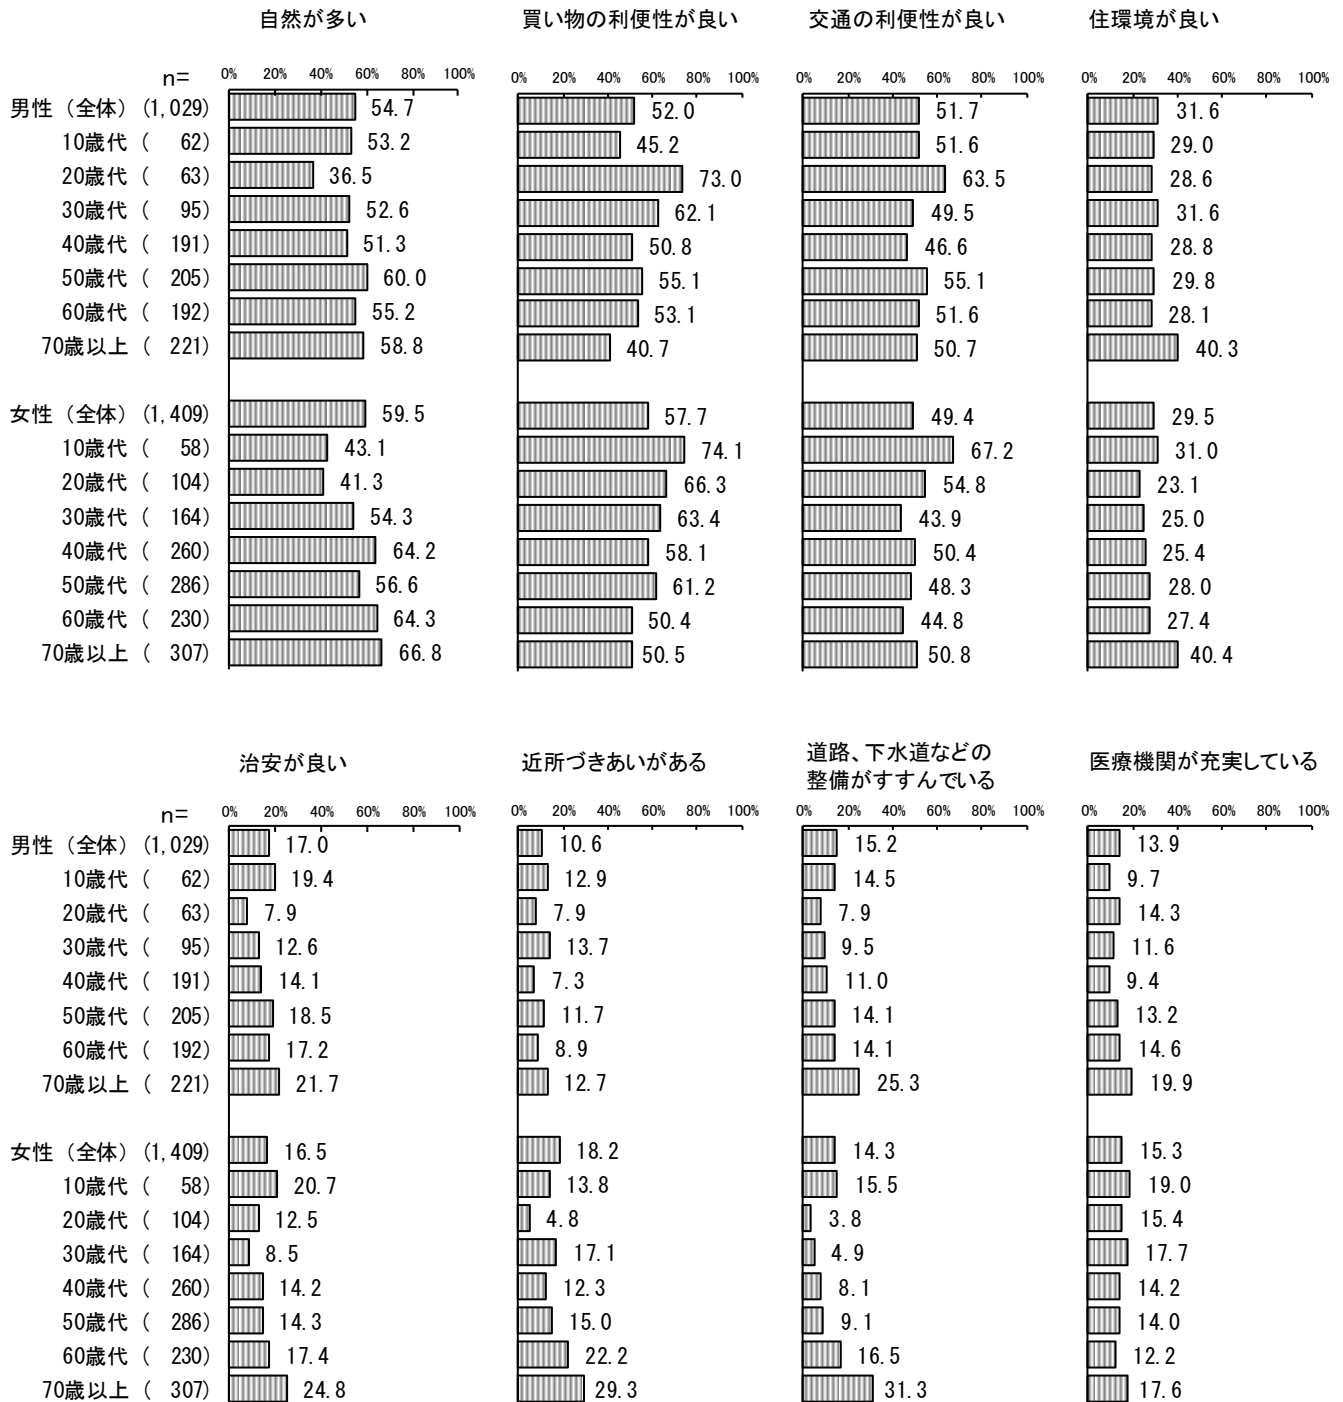 自然が多い 買い物の利便性が良い 交通の利便性が良い 住環境が良い
n= 0% 20% 40% 60% 80% 100% 0% 20% 40% 60% 80% 100% 0% 20% 40% 60% 80% 100% 0% 20% 40% 60% 80% 100%
男性（全体）(1,029) 54.7 52.0 51.7 31.6
10歳代 ( 62) 53.2 45.2 51.6 29.0
20歳代 ( 63) 36.5 73.0 63.5 28.6
30歳代 ( 95) 52.6 62.1 49.5 31.6
40歳代 ( 191) 51.3 50.8 46.6 28.8
50歳代 ( 205) 60.0 55.1 55.1 29.8
60歳代 ( 192) 55.2 53.1 51.6 28.1
70歳以上 ( 221) 58.8 40.7 50.7 40.3
女性（全体）(1,409) 59.5 57.7 49.4 29.5
10歳代 ( 58) 43.1 74.1 67.2 31.0
20歳代 ( 104) 41.3 66.3 54.8 23.1
30歳代 ( 164) 54.3 63.4 43.9 25.0
40歳代 ( 260) 64.2 58.1 50.4 25.4
50歳代 ( 286) 56.6 61.2 48.3 28.0
60歳代 ( 230) 64.3 50.4 44.8 27.4
70歳以上 ( 307) 66.8 50.5 50.8 40.4
治安が良い 近所づきあいがある 道路、下水道などの 医療機関が充実している
整備がすすんでいる
n= 0% 20% 40% 60% 80% 100% 0% 20% 40% 60% 80% 100% 0% 20% 40% 60% 80% 100% 0% 20% 40% 60% 80% 100%
男性（全体）(1,029) 17.0 10.6 15.2 13.9
10歳代 ( 62) 19.4 12.9 14.5 9.7
20歳代 ( 63) 7.9 7.9 7.9 14.3
30歳代 ( 95) 12.6 13.7 9.5 11.6
40歳代 ( 191) 14.1 7.3 11.0 9.4
50歳代 ( 205) 18.5 11.7 14.1 13.2
60歳代 ( 192) 17.2 8.9 14.1 14.6
70歳以上 ( 221) 21.7 12.7 25.3 19.9
女性（全体）(1,409) 16.5 18.2 14.3 15.3
10歳代 ( 58) 20.7 13.8 15.5 19.0
20歳代 ( 104) 12.5 4.8 3.8 15.4
30歳代 ( 164) 8.5 17.1 4.9 17.7
40歳代 ( 260) 14.2 12.3 8.1 14.2
50歳代 ( 286) 14.3 15.0 9.1 14.0
60歳代 ( 230) 17.4 22.2 16.5 12.2
70歳以上 ( 307) 24.8 29.3 31.3 17.6